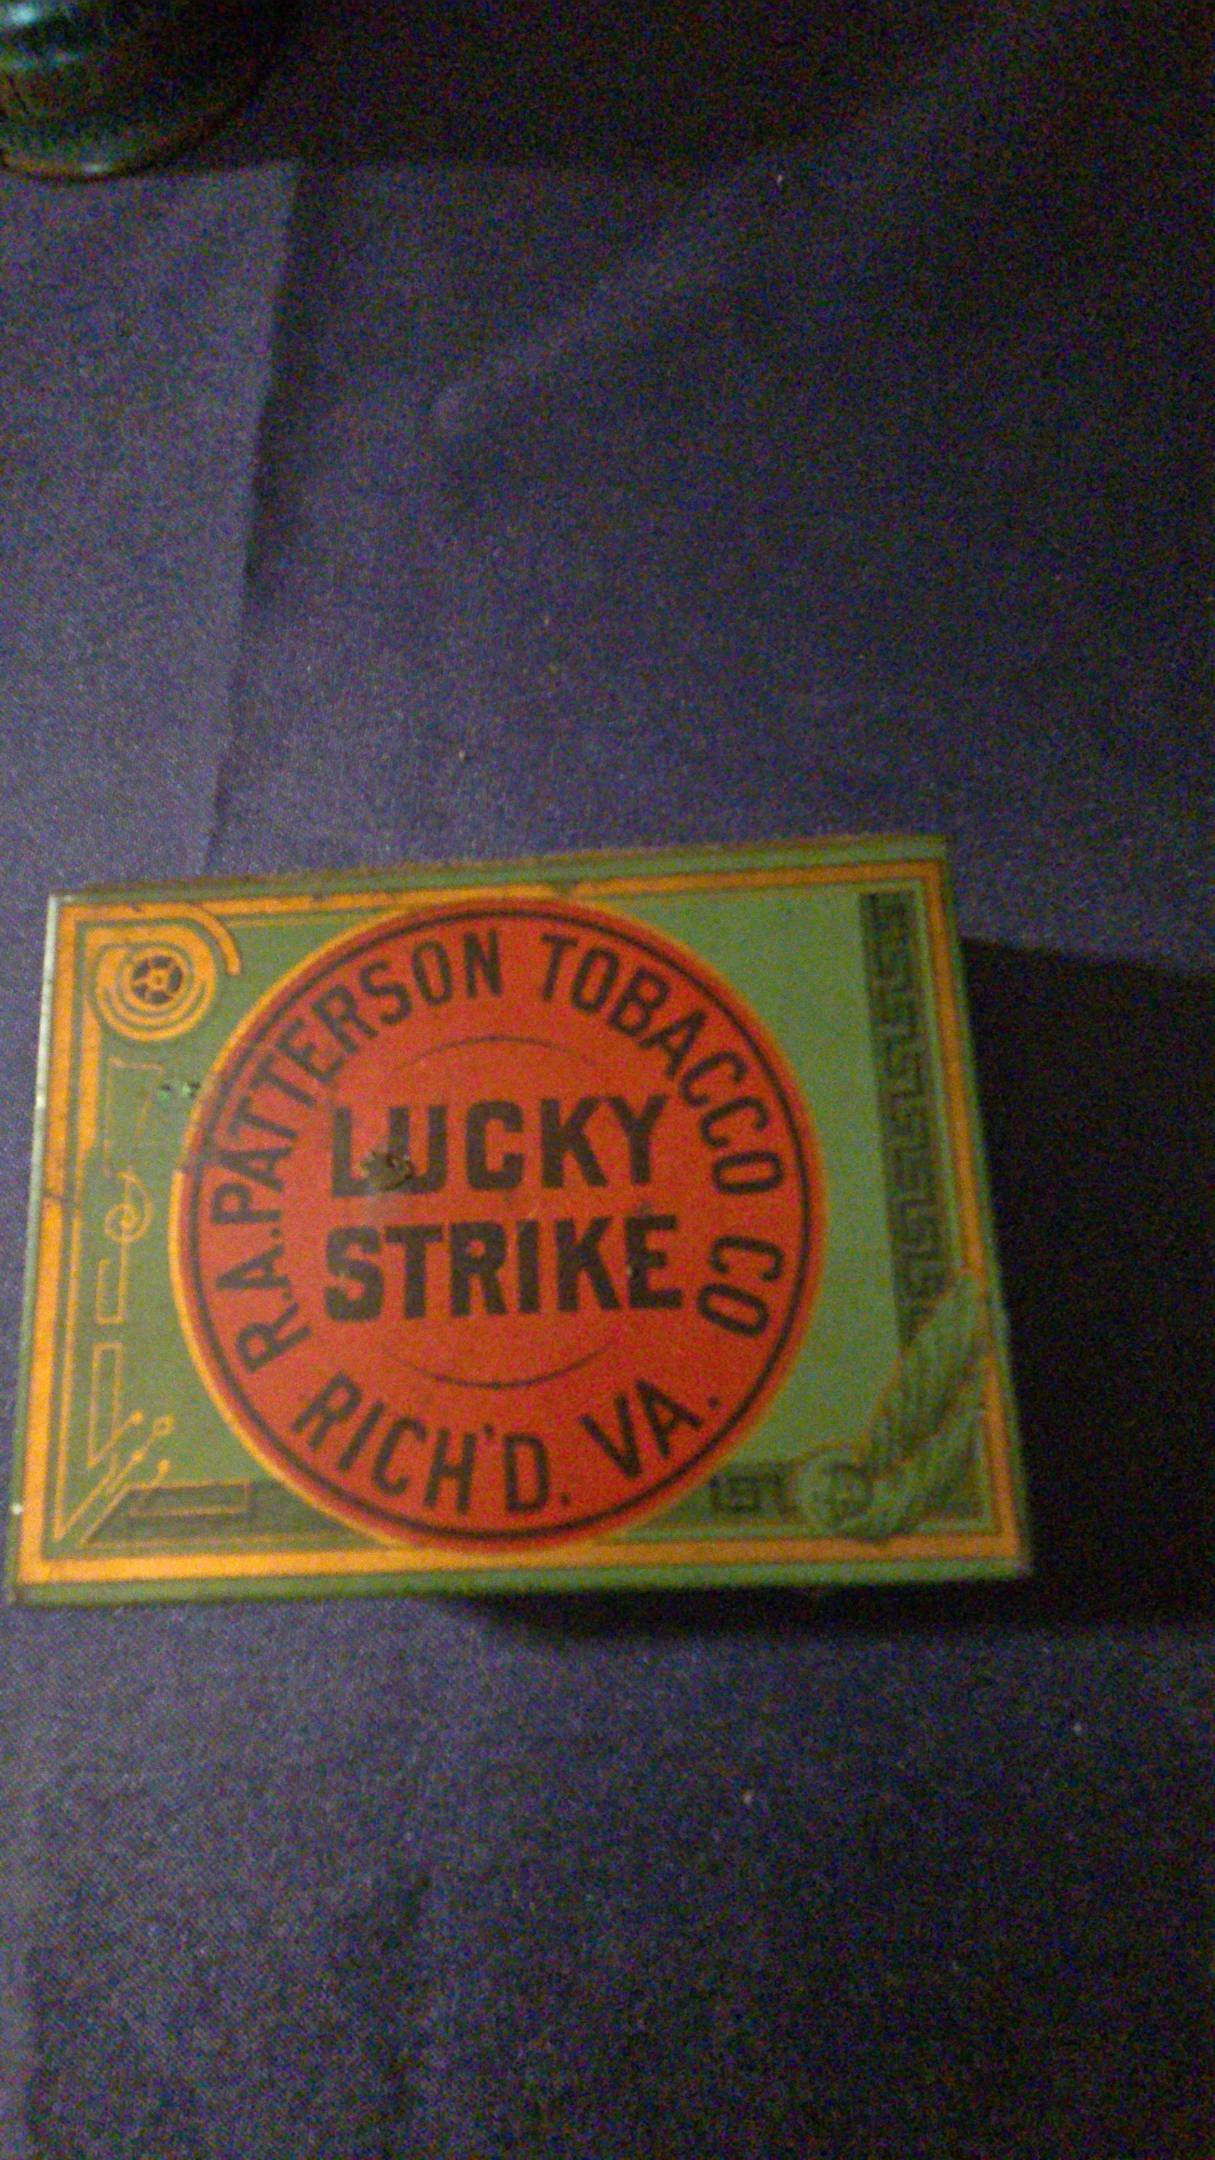 R.A. PATTERSON TOBACCO CO
LUCKY
STRIKE
RICH'D. VA.